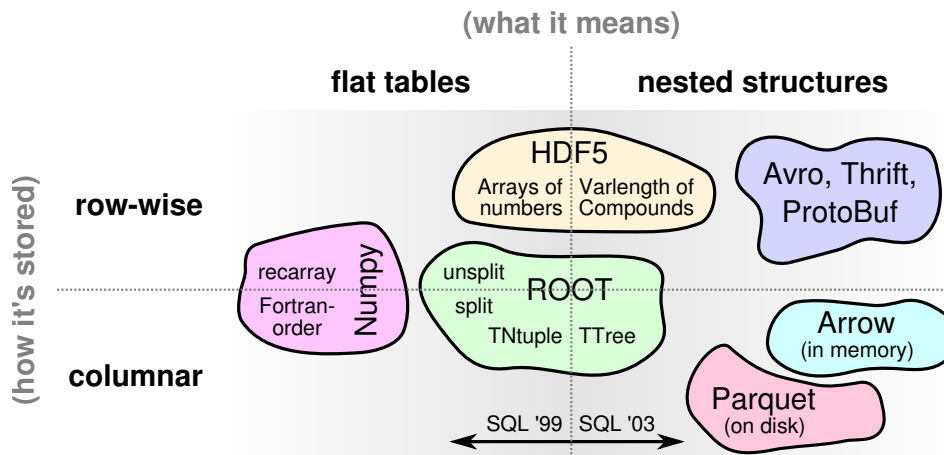 (what it means)
flat tables
nested structures
(how it's stored)
row-wise
columnar
HDF5
Arrays of
numbers
Varlength of
Compounds
Avro, Thrift,
ProtoBuf
recarray
Fortran-
order
Numpy
unsplit
split
ROOT
TNtuple
TTree
Arrow
(in memory)
Parquet
(on disk)
SQL '99
SQL '03